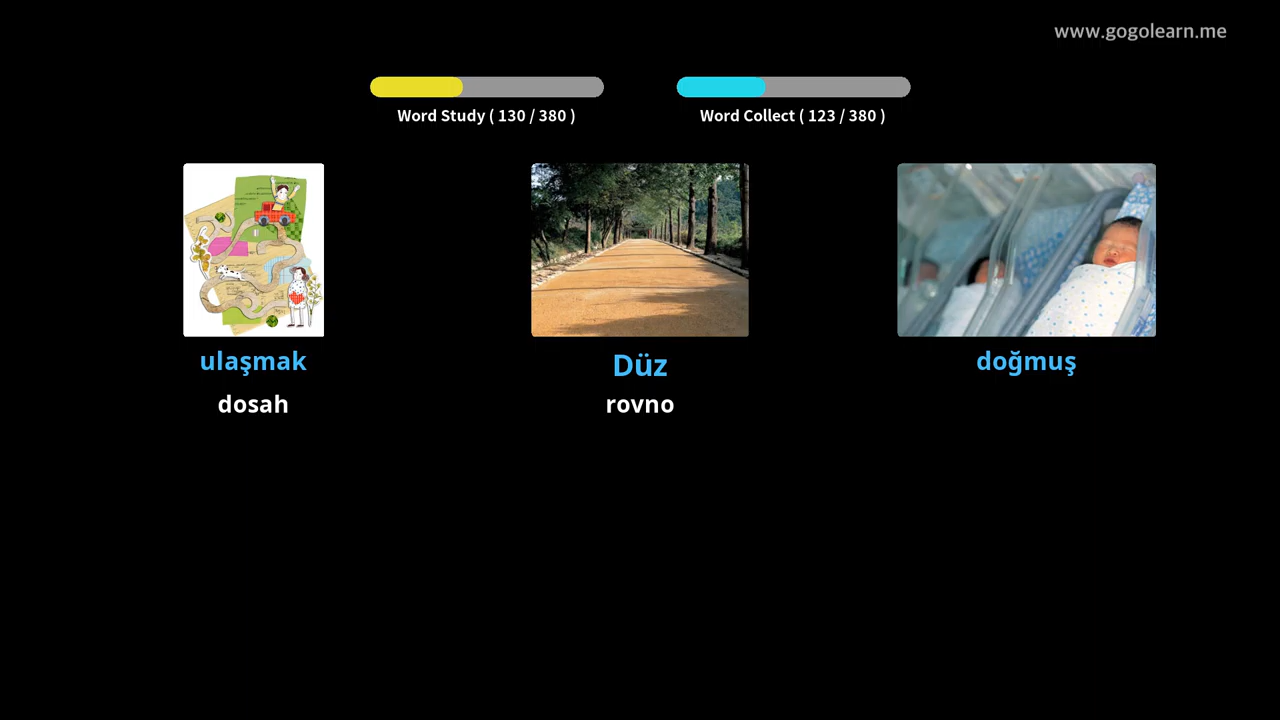 www.gogolearn.me
Word Study ( 130 / 380 )
Word Collect ( 123 / 380 )
ulaşmak
Düz
doğmuş
dosah
rovno